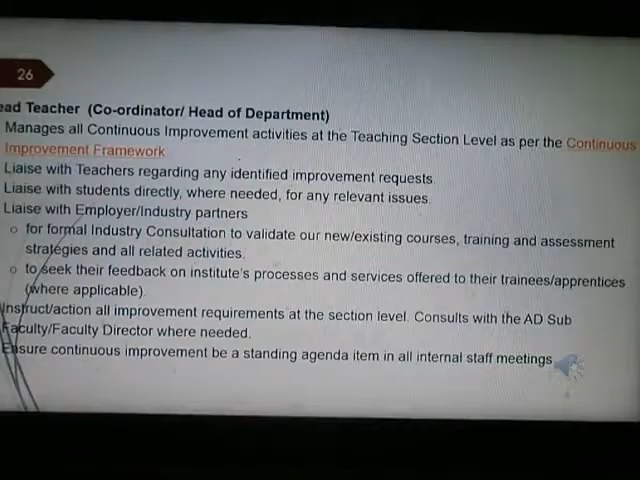 26
ead Teacher (Co-ordinator/ Head of Department)
Manages all Continuous Improvement activities at the Teaching Section Level as per the Continuous
Improvement Framework
Liaise with Teachers regarding any identified improvement requests.
Liaise with students directly, where needed, for any relevant issues.
Liaise with Employer/Industry partners
o for formal Industry Consultation to validate our new/existing courses, training and assessment
strategies and all related activities.
o to seek their feedback on institute's processes and services offered to their trainees/apprentices
(where applicable).
Instruct/action all improvement requirements at the section level. Consults with the AD Sub
Faculty/Faculty Director where needed.
Ensure continuous improvement be a standing agenda item in all internal staff meetings